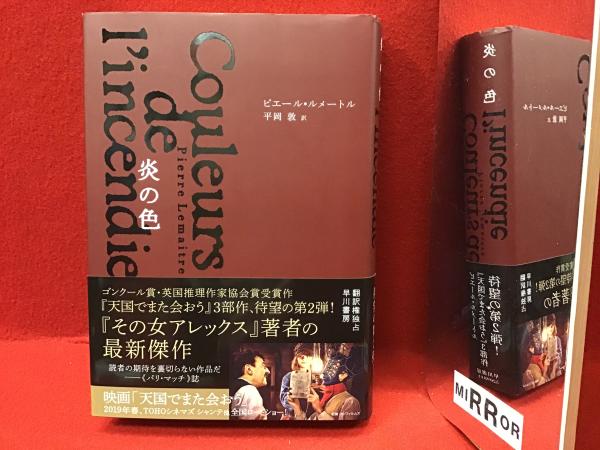 Couleurs
de
l'incendie
Pierre Lemaitre
炎の色
ピエール・ルメートル
平岡 敦 訳
ゴンクール賞・英国推理作家協会賞受賞作
『天国でまた会おう』3部作、待望の第2弾！
『その女アレックス』著者の
最新傑作
読者の期待を裏切らない作品だ
――《パリ・マッチ》誌
翻訳権独占
早川書房
映画「天国でまた会おう」
2019年春、TOHOシネマズ シャンテ他全国ロードショー！
炎の色
MIRROR